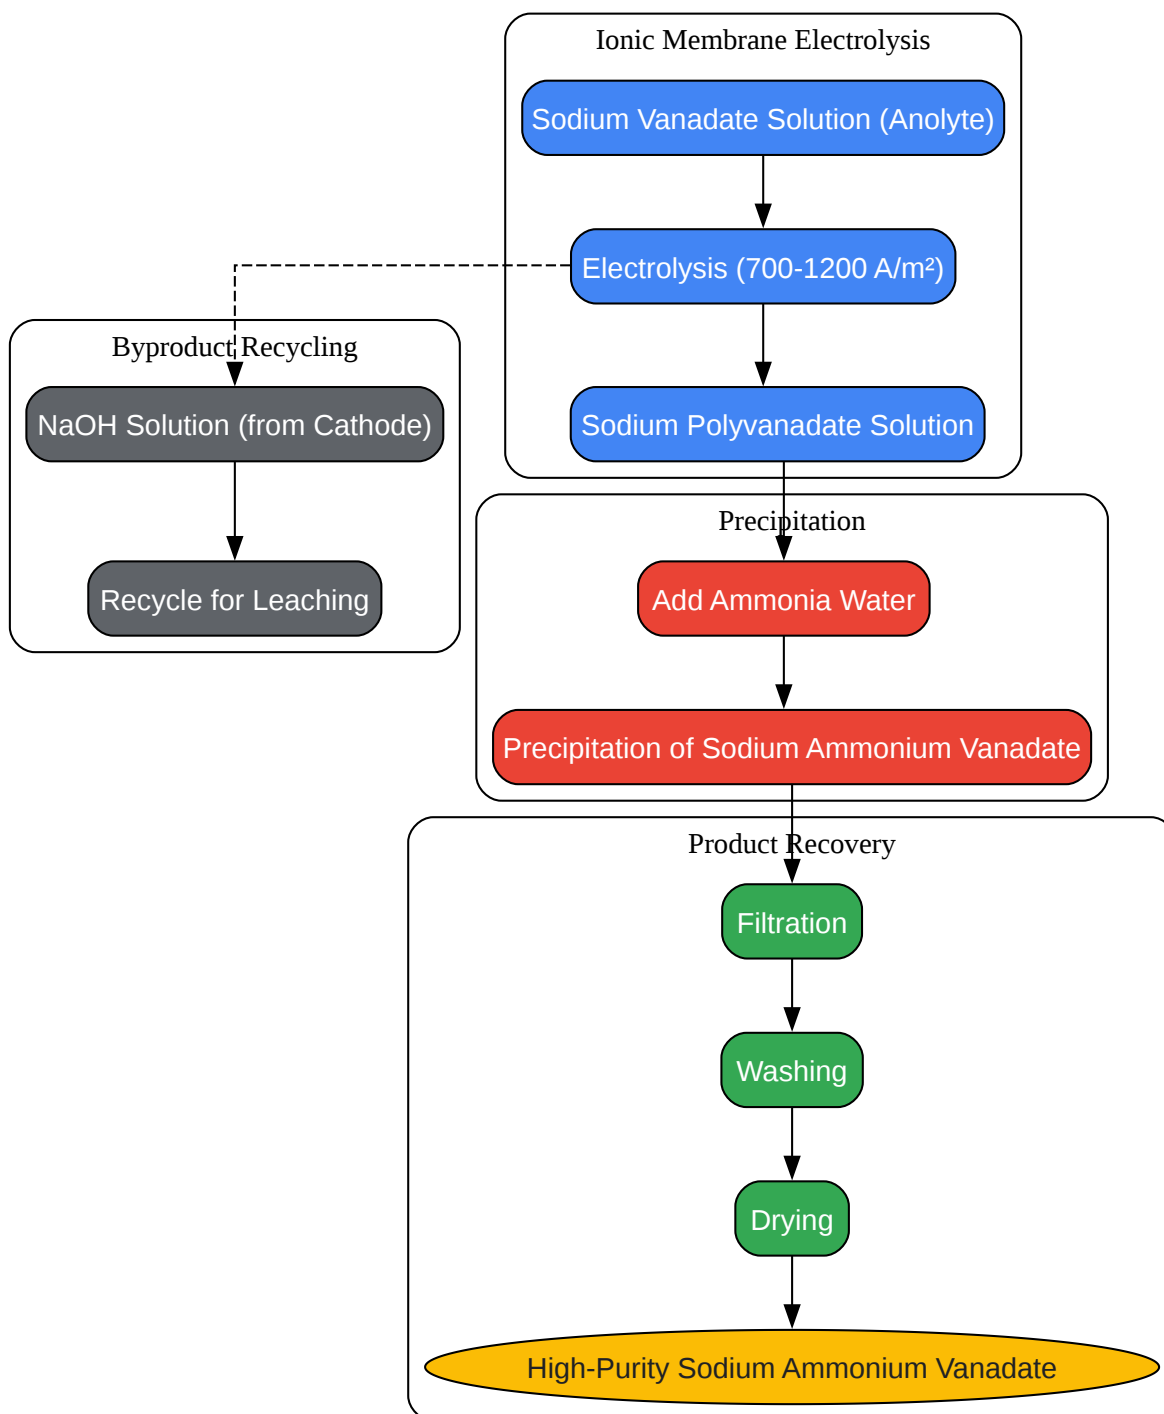 Ionic Membrane Electrolysis
Sodium Vanadate Solution (Anolyte)
Electrolysis (700-1200 A/m²)
Sodium Polyvanadate Solution
Byproduct Recycling
NaOH Solution (from Cathode)
Recycle for Leaching
Precipitation
Add Ammonia Water
Precipitation of Sodium Ammonium Vanadate
Product Recovery
Filtration
Washing
Drying
High-Purity Sodium Ammonium Vanadate